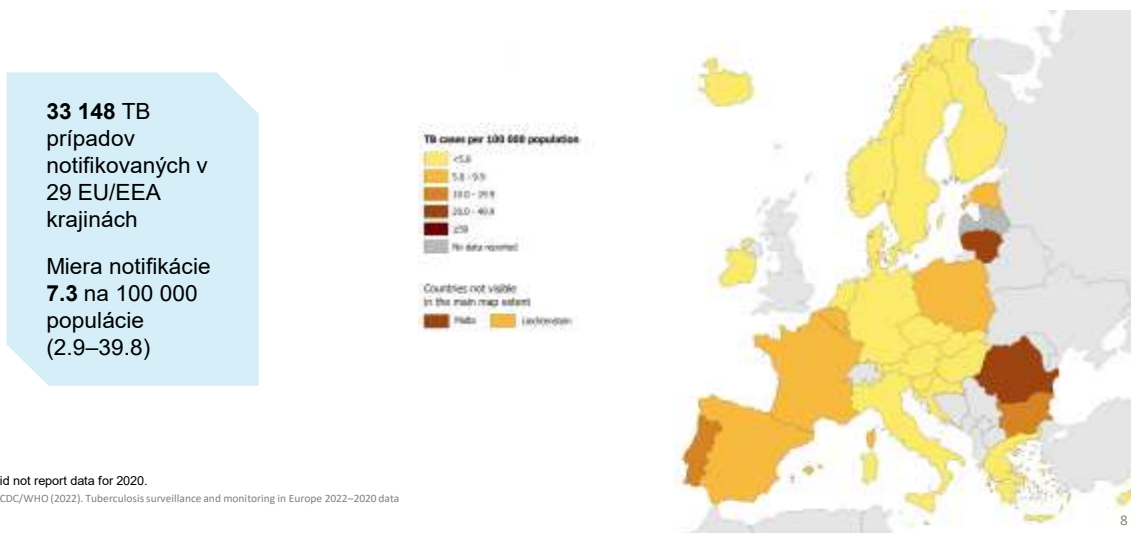 33 148 TB
prípadov
notifikovaných v
29 EU/EEA
krajinách
Miera notifikácie
7.3 na 100 000
populácie
(2.9–39.8)
TB cases per 100 000 population
<5.0
5.0 - 9.9
10.0 - 19.9
20.0 - 49.9
≥50
No data reported
Countries not visible
in the main map extent
Malta
Liechtenstein
id not report data for 2020.
CDC/WHO (2022). Tuberculosis surveillance and monitoring in Europe 2022–2020 data
8